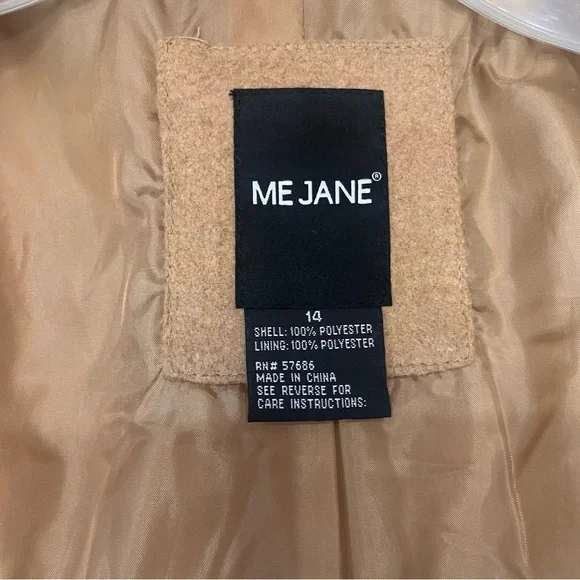 ME JANE®
14
SHELL: 100% POLYESTER
LINING: 100% POLYESTER
RN# 57686
MADE IN CHINA
SEE REVERSE FOR
CARE INSTRUCTIONS: